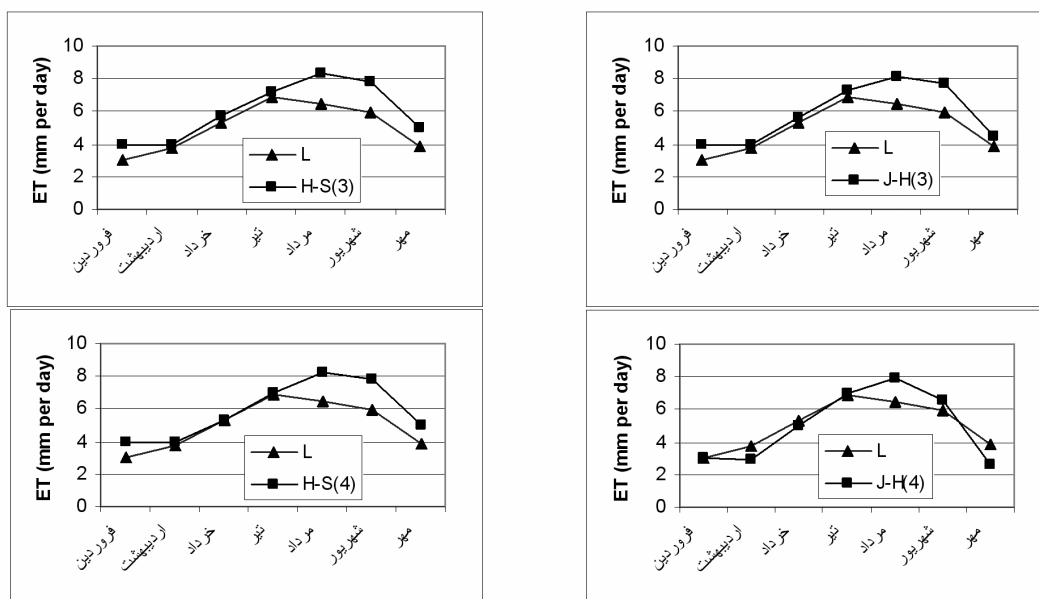 ET (mm per day)
10
8
6
4
2
0
L
H-S(3)
فروردین
اردیبهشت
خرداد
تیر
مرداد
شهریور
مهر
ET (mm per day)
10
8
6
4
2
0
L
J-H(3)
فروردین
اردیبهشت
خرداد
تیر
مرداد
شهریور
مهر
ET (mm per day)
10
8
6
4
2
0
L
H-S(4)
فروردین
اردیبهشت
خرداد
تیر
مرداد
شهریور
مهر
ET (mm per day)
10
8
6
4
2
0
L
J-H(4)
فروردین
اردیبهشت
خرداد
تیر
مرداد
شهریور
مهر